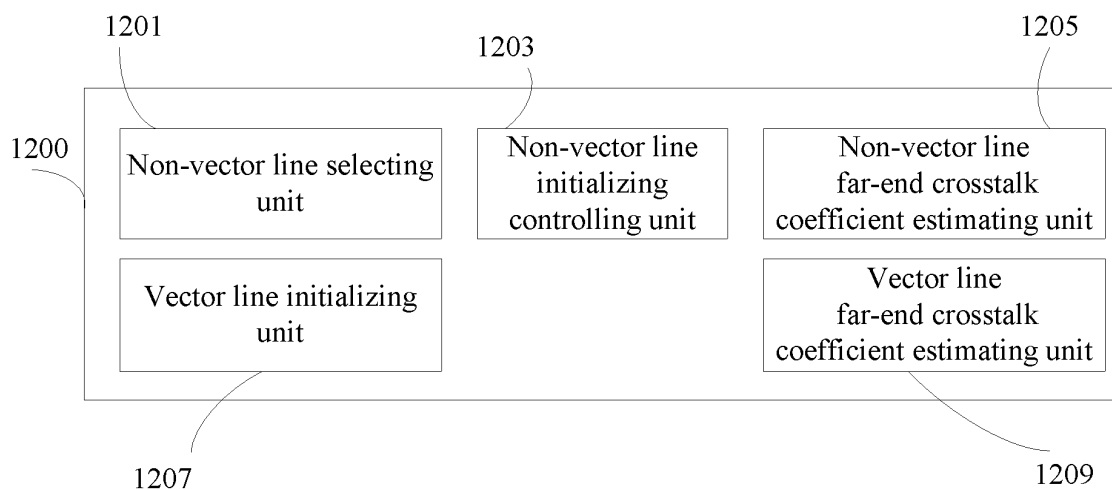 1201
1203
1205
1200
Non-vector line selecting
unit
Non-vector line
initializing
controlling unit
Non-vector line
far-end crosstalk
coefficient estimating unit
Vector line initializing
unit
Vector line
far-end crosstalk
coefficient estimating unit
1207
1209